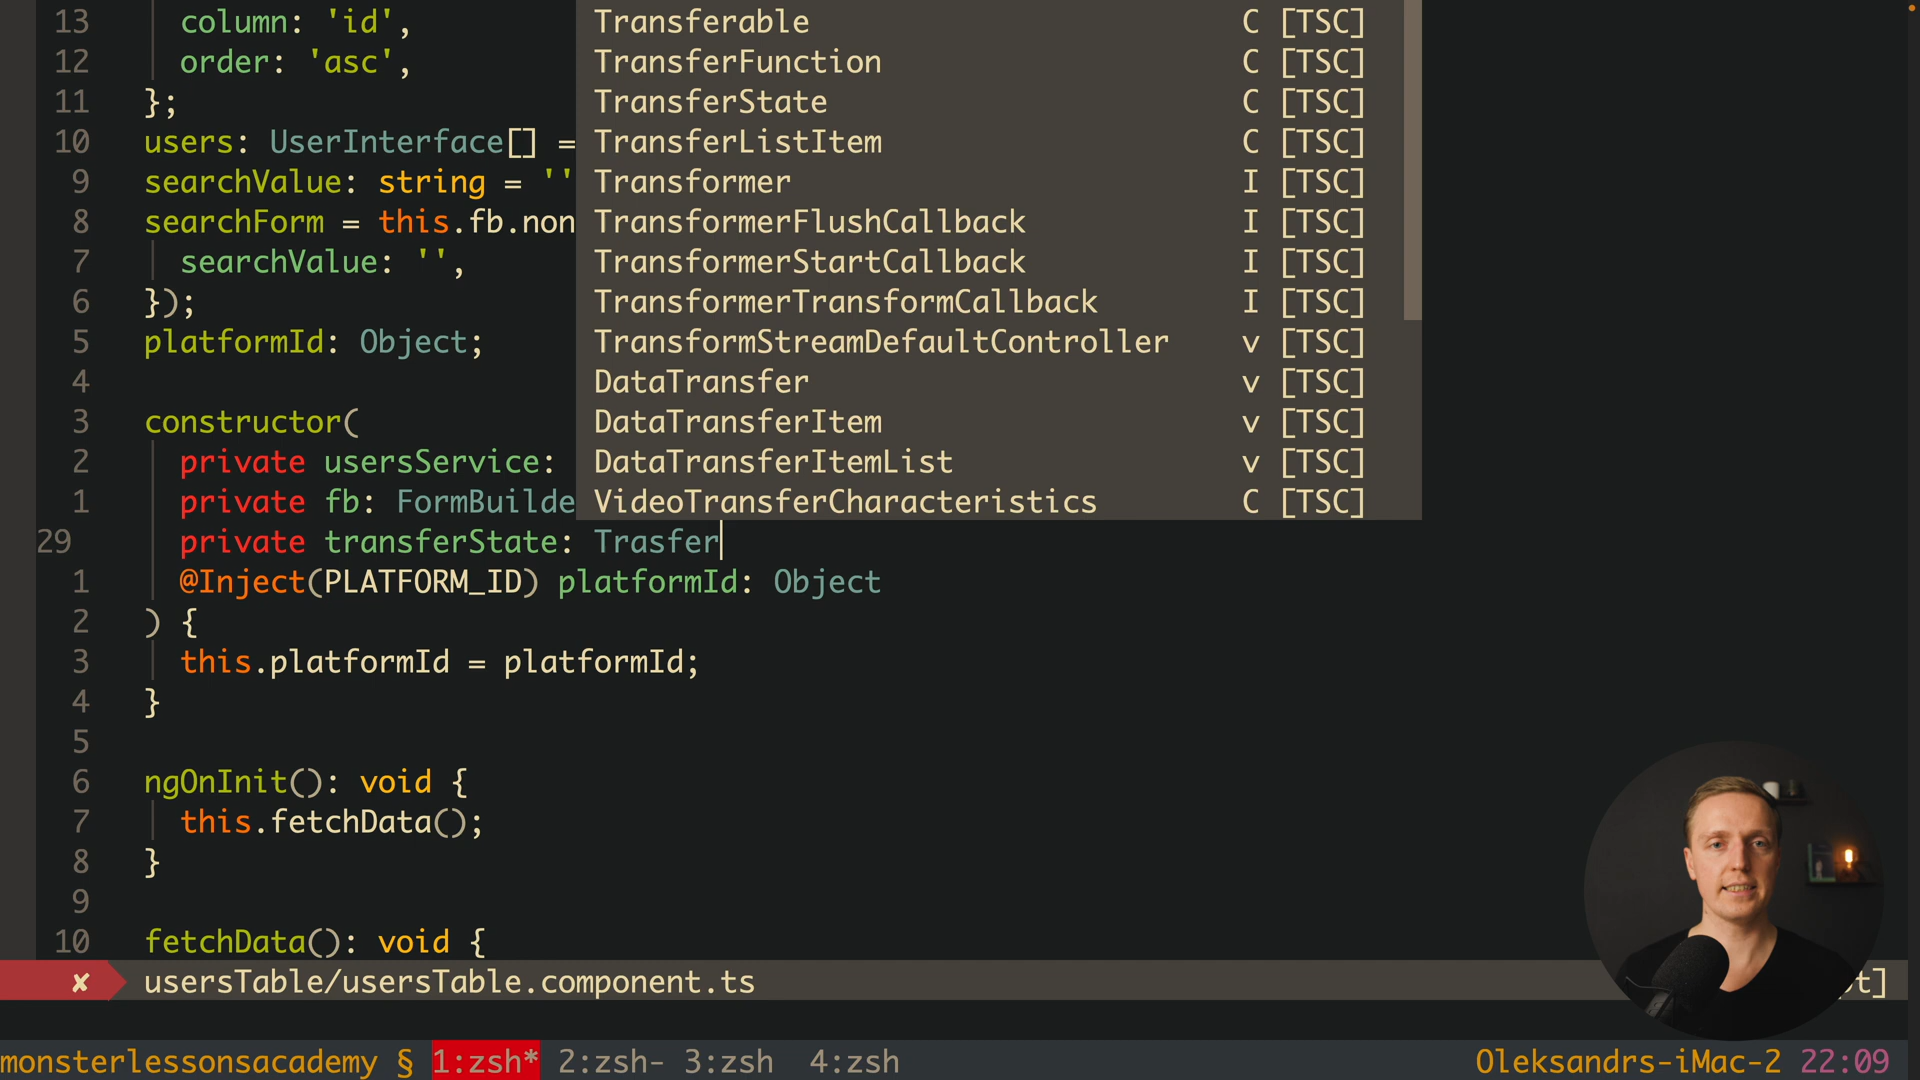 13 column: 'id', Transferable C [TSC]
12 order: 'asc', TransferFunction C [TSC]
11 }; TransferState C [TSC]
10 users: UserInterface[] = TransferListItem C [TSC]
9 searchValue: string = '' Transformer I [TSC]
8 searchForm = this.fb.non TransformerFlushCallback I [TSC]
7 searchValue: '', TransformerStartCallback I [TSC]
6 }); TransformerTransformCallback I [TSC]
5 platformId: Object; TransformStreamDefaultController v [TSC]
4 DataTransfer v [TSC]
3 constructor( DataTransferItem v [TSC]
2 private usersService: DataTransferItemList v [TSC]
1 private fb: FormBuilde VideoTransferCharacteristics C [TSC]
29 private transferState: Trasfer
1 @Inject(PLATFORM_ID) platformId: Object
2 ) {
3 this.platformId = platformId;
4 }
5
6 ngOnInit(): void {
7 this.fetchData();
8 }
9
10 fetchData(): void {
✘ usersTable/usersTable.component.ts t]
monsterlessonsacademy § 1:zsh* 2:zsh- 3:zsh 4:zsh Oleksandrs-iMac-2 22:09